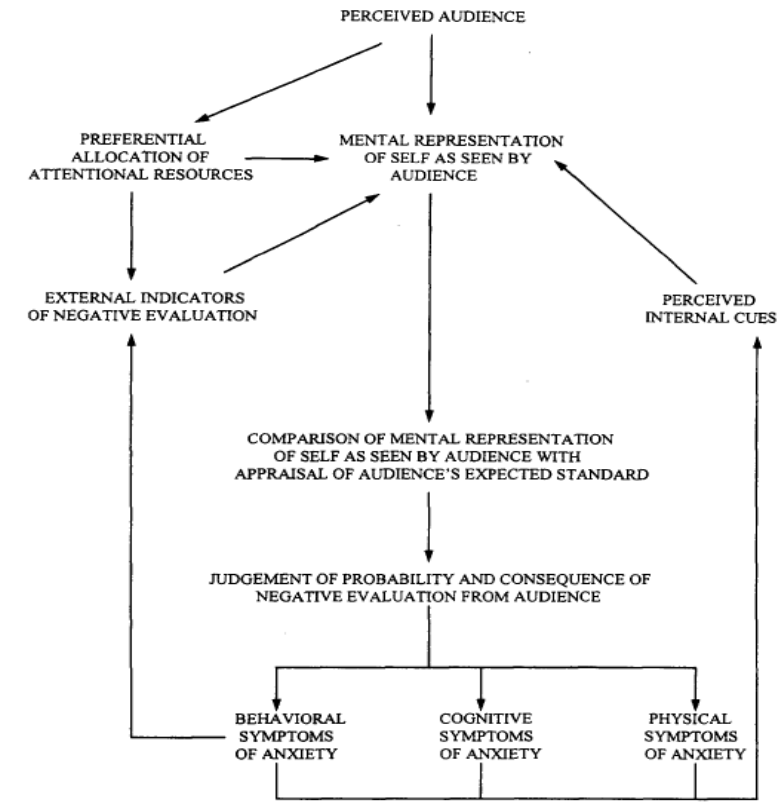 PERCEIVED AUDIENCE
PREFERENTIAL
ALLOCATION OF
ATTENTIONAL RESOURCES
MENTAL REPRESENTATION
OF SELF AS SEEN BY
AUDIENCE
EXTERNAL INDICATORS
OF NEGATIVE EVALUATION
PERCEIVED
INTERNAL CUES
COMPARISON OF MENTAL REPRESENTATION
OF SELF AS SEEN BY AUDIENCE WITH
APPRAISAL OF AUDIENCE'S EXPECTED STANDARD
JUDGEMENT OF PROBABILITY AND CONSEQUENCE OF
NEGATIVE EVALUATION FROM AUDIENCE
BEHAVIORAL
SYMPTOMS
OF ANXIETY
COGNITIVE
SYMPTOMS
OF ANXIETY
PHYSICAL
SYMPTOMS
OF ANXIETY